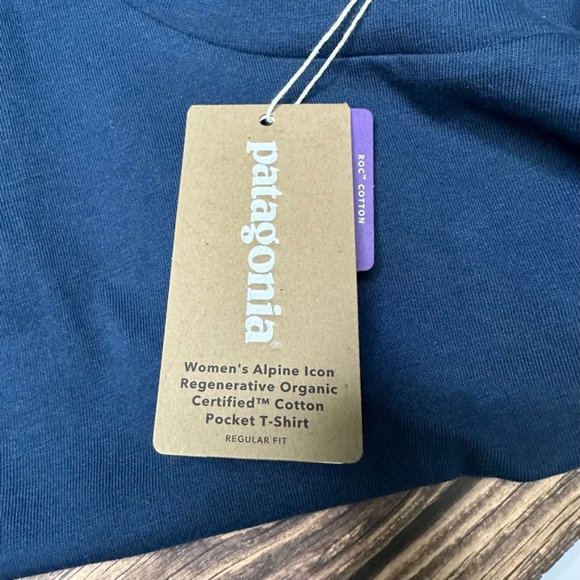 patagonia®
Women's Alpine Icon
Regenerative Organic
Certified™ Cotton
Pocket T-Shirt
REGULAR FIT
ROC™ COTTON